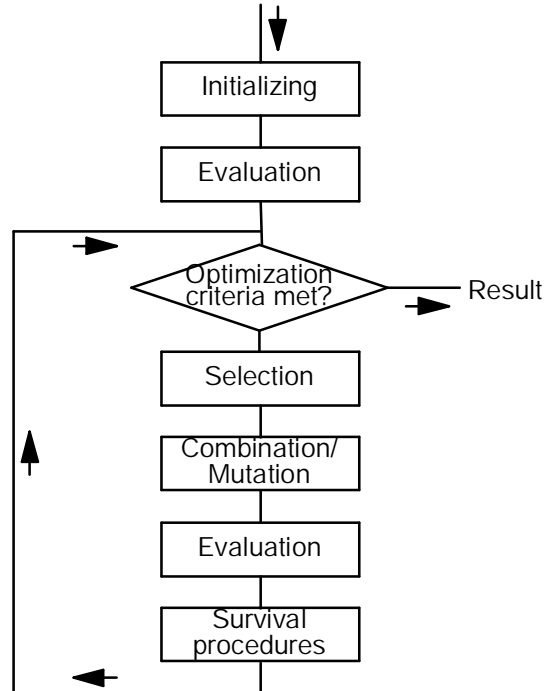 Initializing
Evaluation
Optimization
criteria met?
Result
Selection
Combination/
Mutation
Evaluation
Survival
procedures